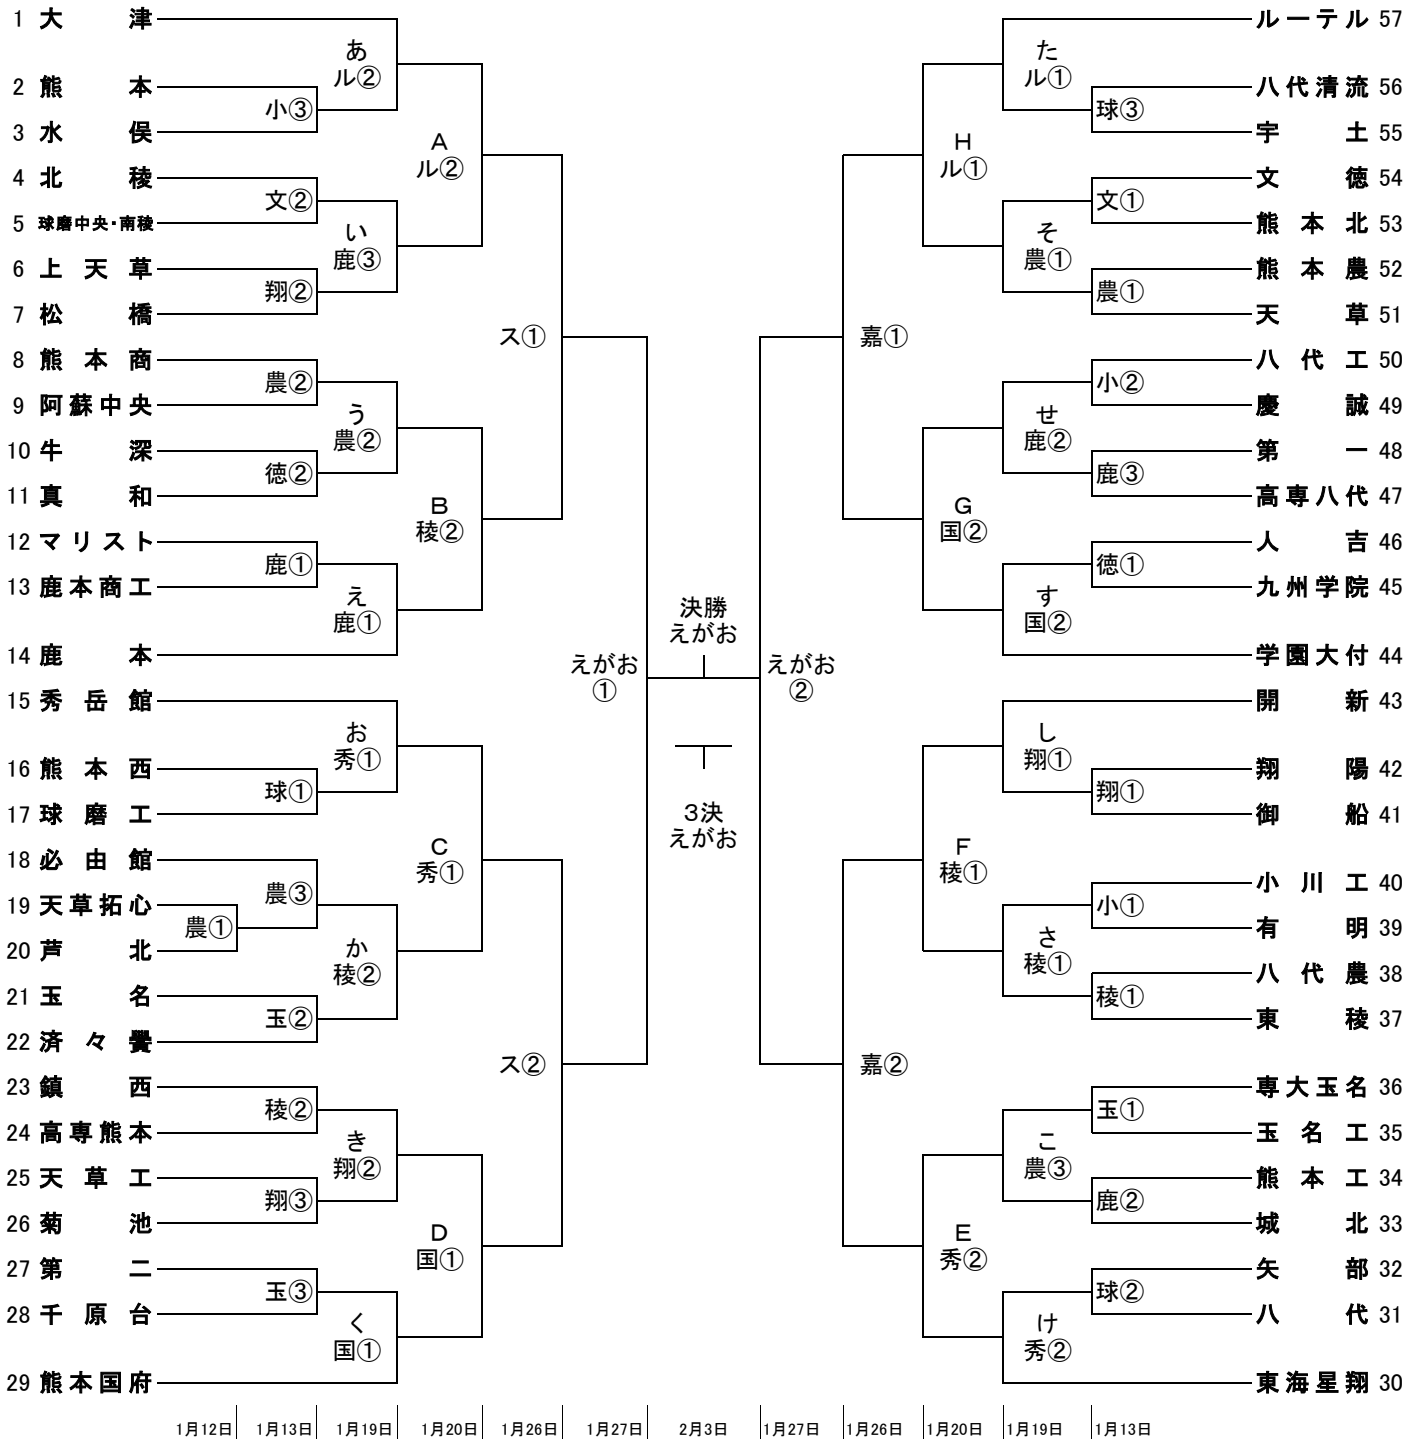 1 大津
2 熊本
3 水俣
4 北稜
5 球磨中央・南稜
6 上天草
7 松橋
8 熊本商
9 阿蘇中央
10 牛深
11 真和
12 マリスト
13 鹿本商工
14 鹿本
15 秀岳館
16 熊本西
17 球磨工
18 必由館
19 天草拓心
20 芦北
21 玉名
22 済々黌
23 鎮西
24 高専熊本
25 天草工
26 菊池
27 第二
28 千原台
29 熊本国府
農①
小③
文②
翔②
農②
徳②
鹿①
球①
農③
玉②
稜②
翔③
玉③
あ
ル②
い
鹿③
う
農②
え
鹿①
お
秀①
か
稜②
き
翔②
く
国①
A
ル②
B
稜②
C
秀①
D
国①
ス①
ス②
えがお
①
決勝
えがお
3決
えがお
えがお
②
嘉①
嘉②
H
ル①
G
国②
F
稜①
E
秀②
た
ル①
そ
農①
せ
鹿②
す
国②
し
翔①
さ
稜①
こ
農③
け
秀②
球③
文①
農①
小②
鹿③
徳①
翔①
小①
稜①
玉①
鹿②
球②
ルーテル 57
八代清流 56
宇土 55
文徳 54
熊本北 53
熊本農 52
天草 51
八代工 50
慶誠 49
第一 48
高専八代 47
人吉 46
九州学院 45
学園大付 44
開新 43
翔陽 42
御船 41
小川工 40
有明 39
八代農 38
東稜 37
専大玉名 36
玉名工 35
熊本工 34
城北 33
矢部 32
八代 31
東海星翔 30
1月12日 1月13日 1月19日 1月20日 1月26日 1月27日 2月3日 1月27日 1月26日 1月20日 1月19日 1月13日